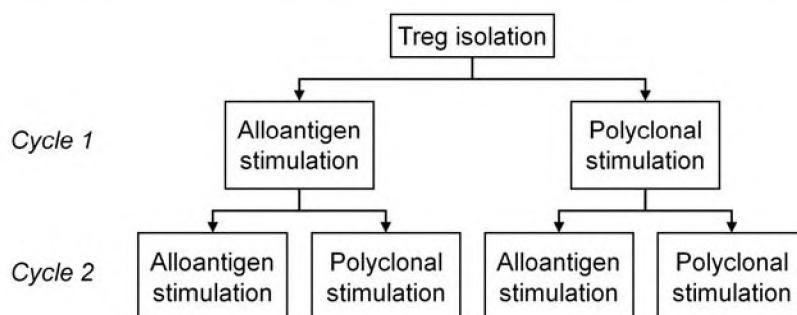 Treg isolation
Cycle 1
Alloantigen
stimulation
Polyclonal
stimulation
Cycle 2
Alloantigen
stimulation
Polyclonal
stimulation
Alloantigen
stimulation
Polyclonal
stimulation